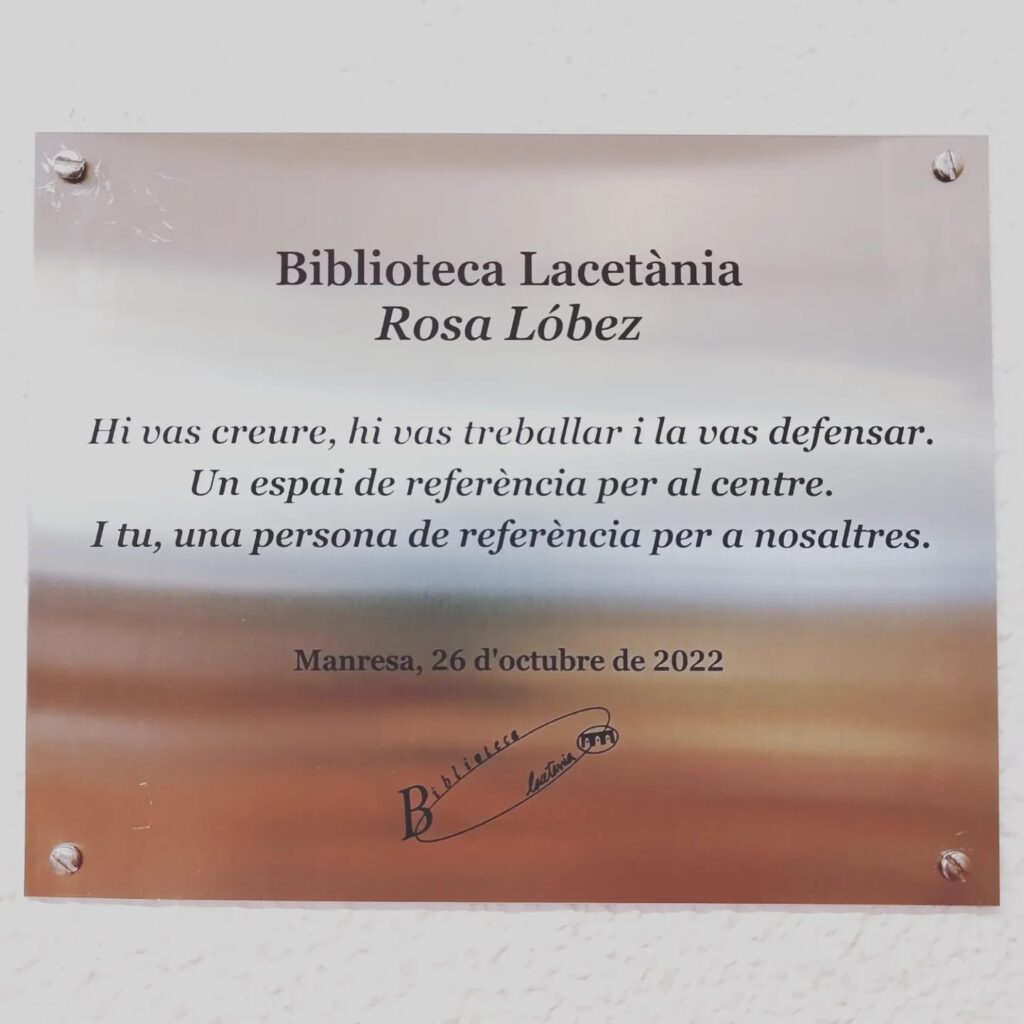 Biblioteca Lacetània
Rosa Lóbez
Hi vas creure, hi vas treballar i la vas defensar.
Un espai de referència per al centre.
I tu, una persona de referència per a nosaltres.
Manresa, 26 d'octubre de 2022
Biblioteca
lacetània